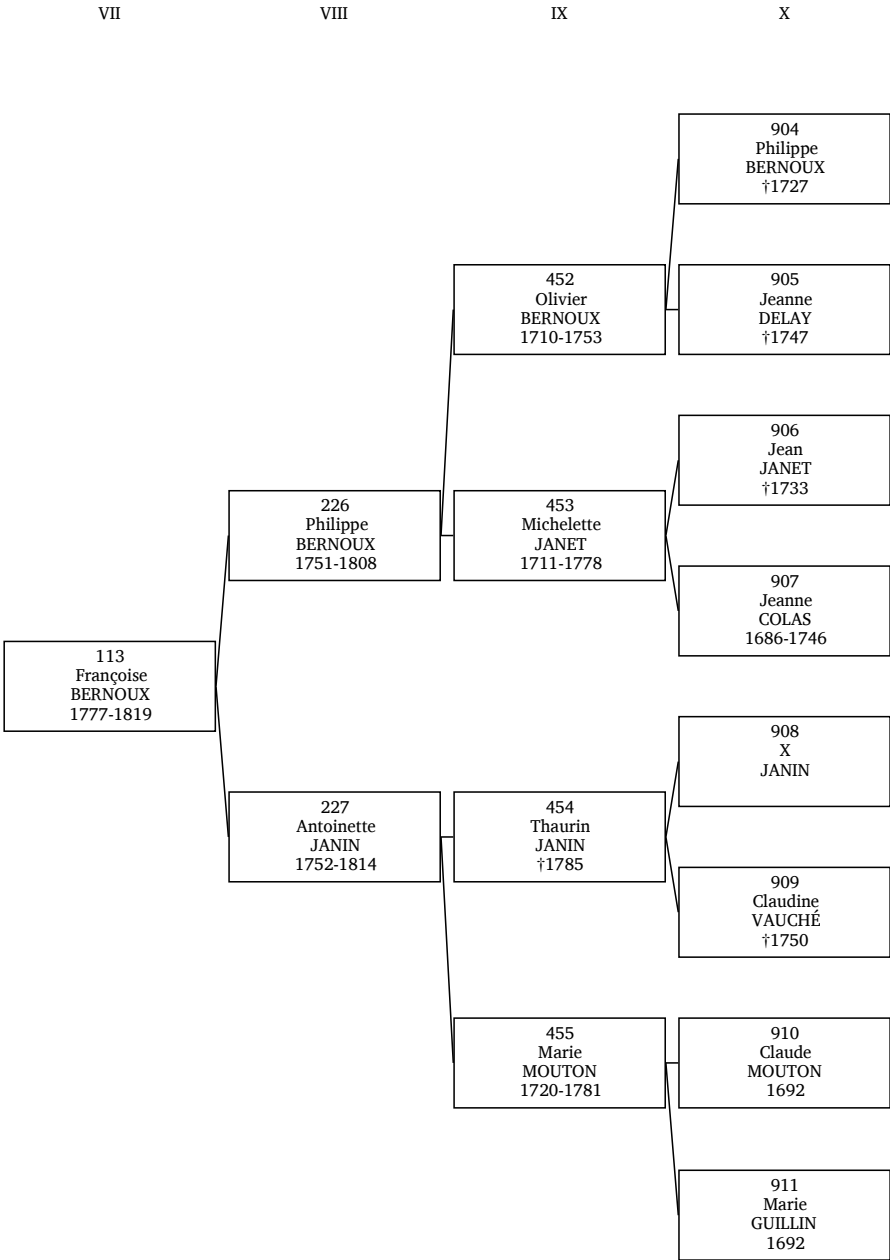 VII VIII IX X
904
Philippe
BERNOUX
†1727
452
Olivier
BERNOUX
1710-1753
905
Jeanne
DELAY
†1747
906
Jean
JANET
†1733
226
Philippe
BERNOUX
1751-1808
453
Michelette
JANET
1711-1778
907
Jeanne
COLAS
1686-1746
113
Françoise
BERNOUX
1777-1819
908
X
JANIN
227
Antoinette
JANIN
1752-1814
454
Thaurin
JANIN
†1785
909
Claudine
VAUCHÉ
†1750
455
Marie
MOUTON
1720-1781
910
Claude
MOUTON
1692
911
Marie
GUILLIN
1692